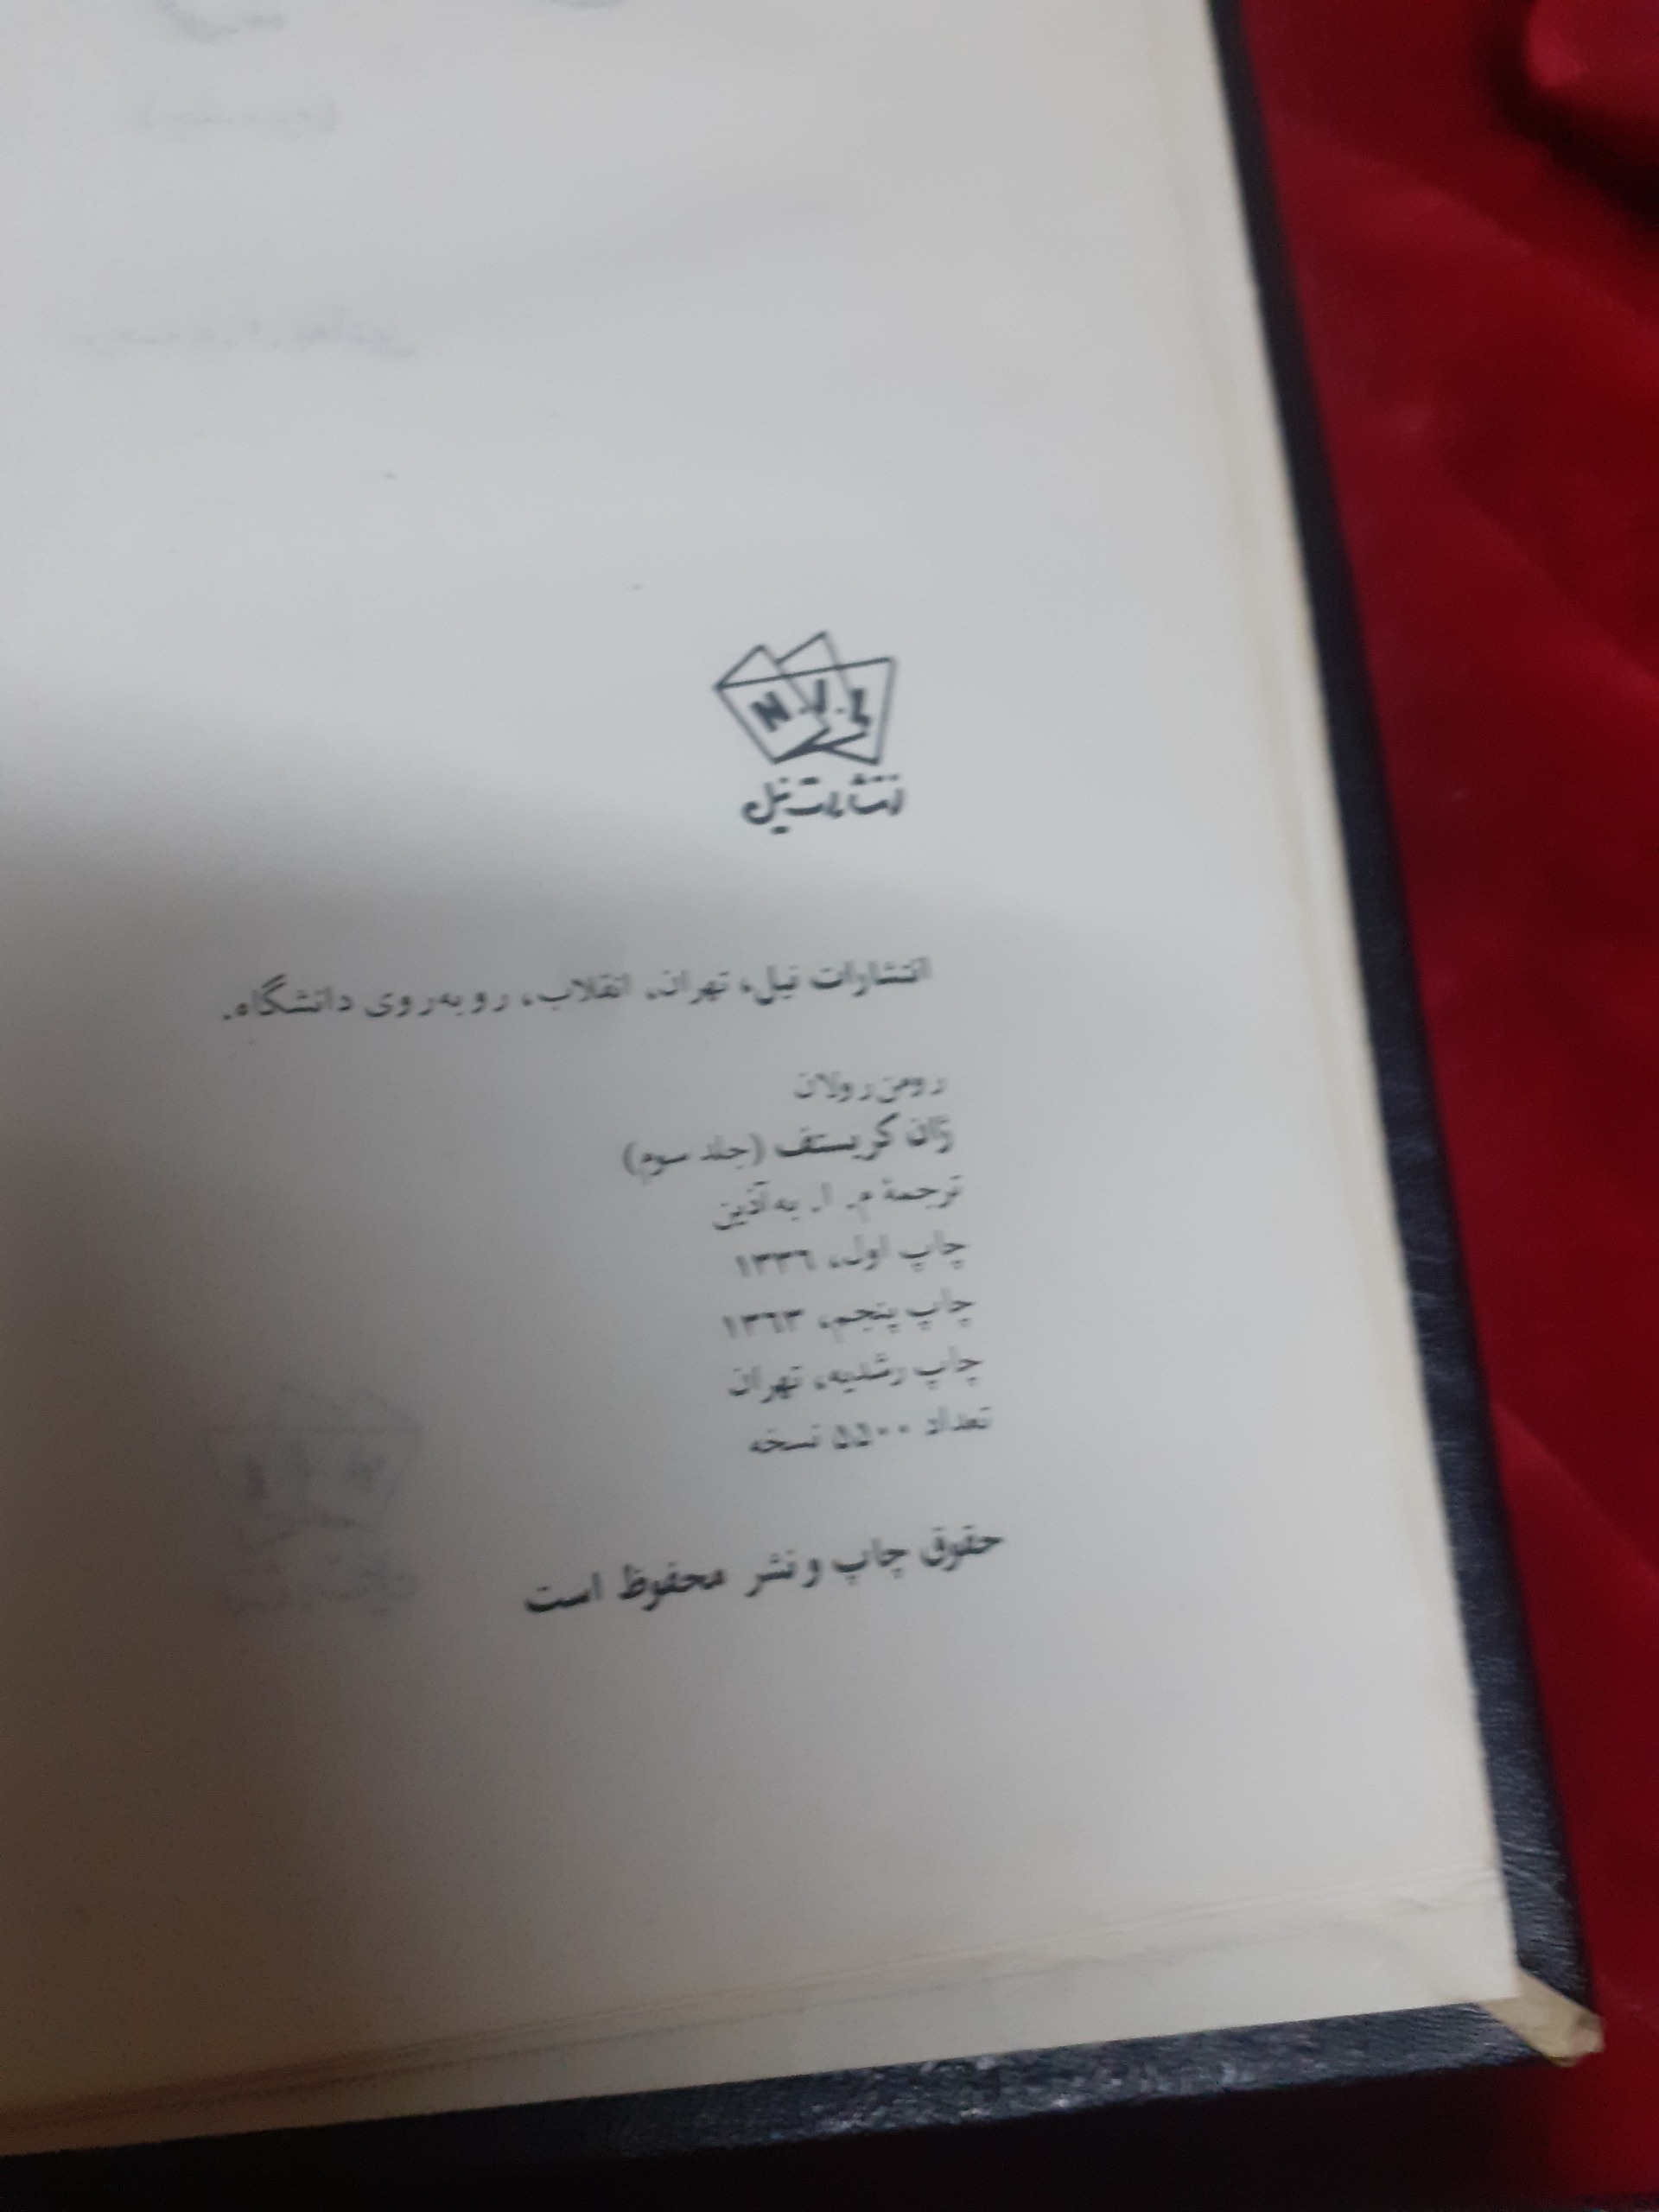 N.V.L
انتشارات نیل
انتشارات نیل، تهران، انقلاب، روبه‌روی دانشگاه.
رومن رولان
ژان کریستف (جلد سوم)
ترجمهٔ م. ا. به‌آذین
چاپ اول، ۱۳۳۶
چاپ پنجم، ۱۳۶۳
چاپ رشدیه، تهران
تعداد ۵۵۰۰ نسخه
حقوق چاپ و نشر محفوظ است